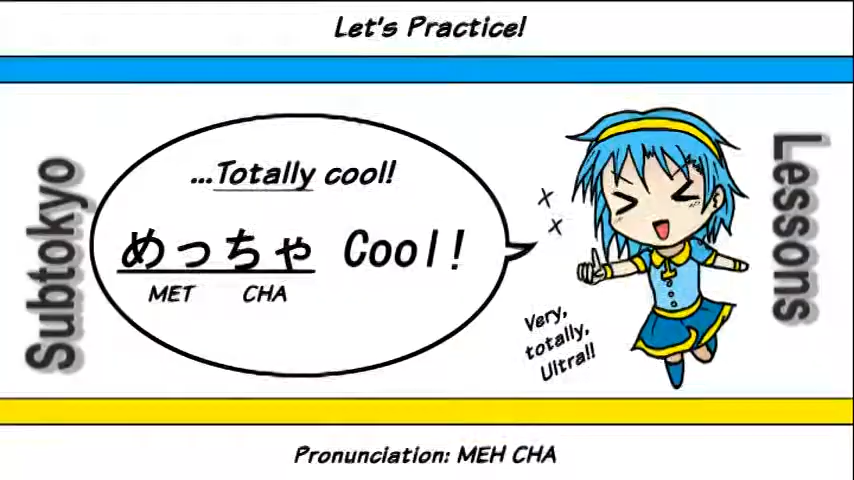 Let's Practice!
Subtokyo
...Totally cool!
めっちゃ Cool!
MET CHA
Very,
totally,
Ultra!!
Lessons
Pronunciation: MEH CHA